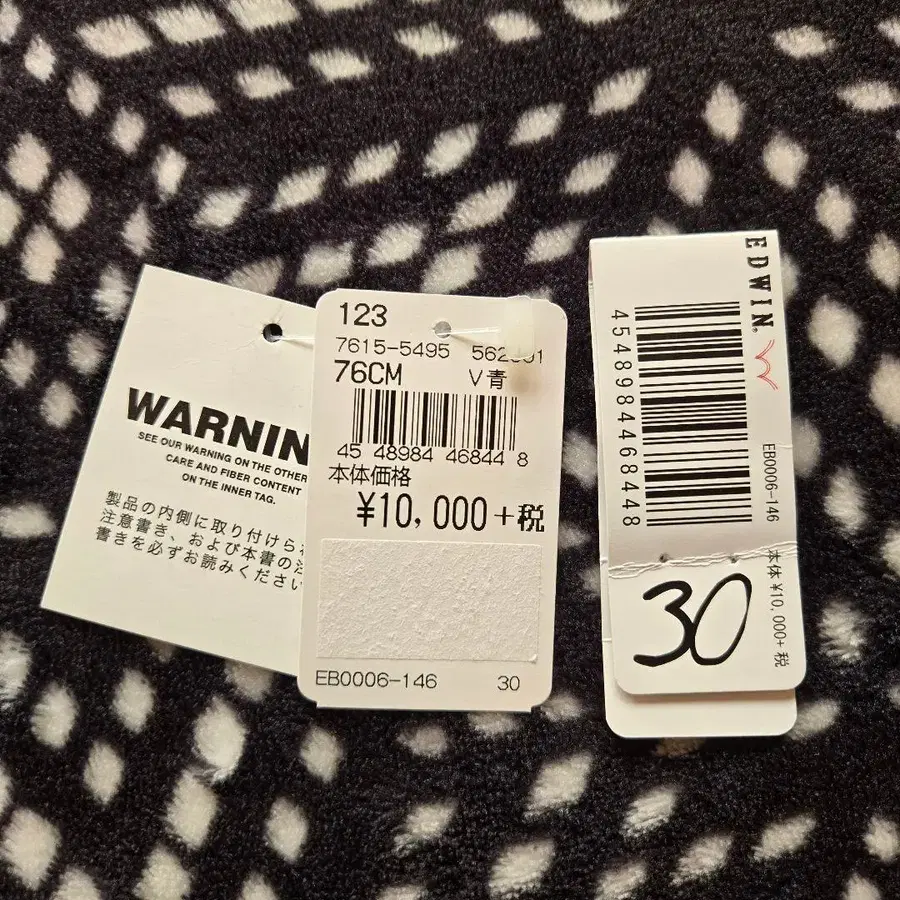 WARNIN
SEE OUR WARNING ON THE OTHER
CARE AND FIBER CONTENT
ON THE INNER TAG.
製品の内側に取り付けられ
注意書き、および本書の注
書きを必ずお読みください
123
7615-5495
76CM V青
45 48984 46844 8
本体価格
¥10,000+税
EB0006-146 30
EDWIN
4548984468448
EB0006-146 本体 ¥10,000+税
30